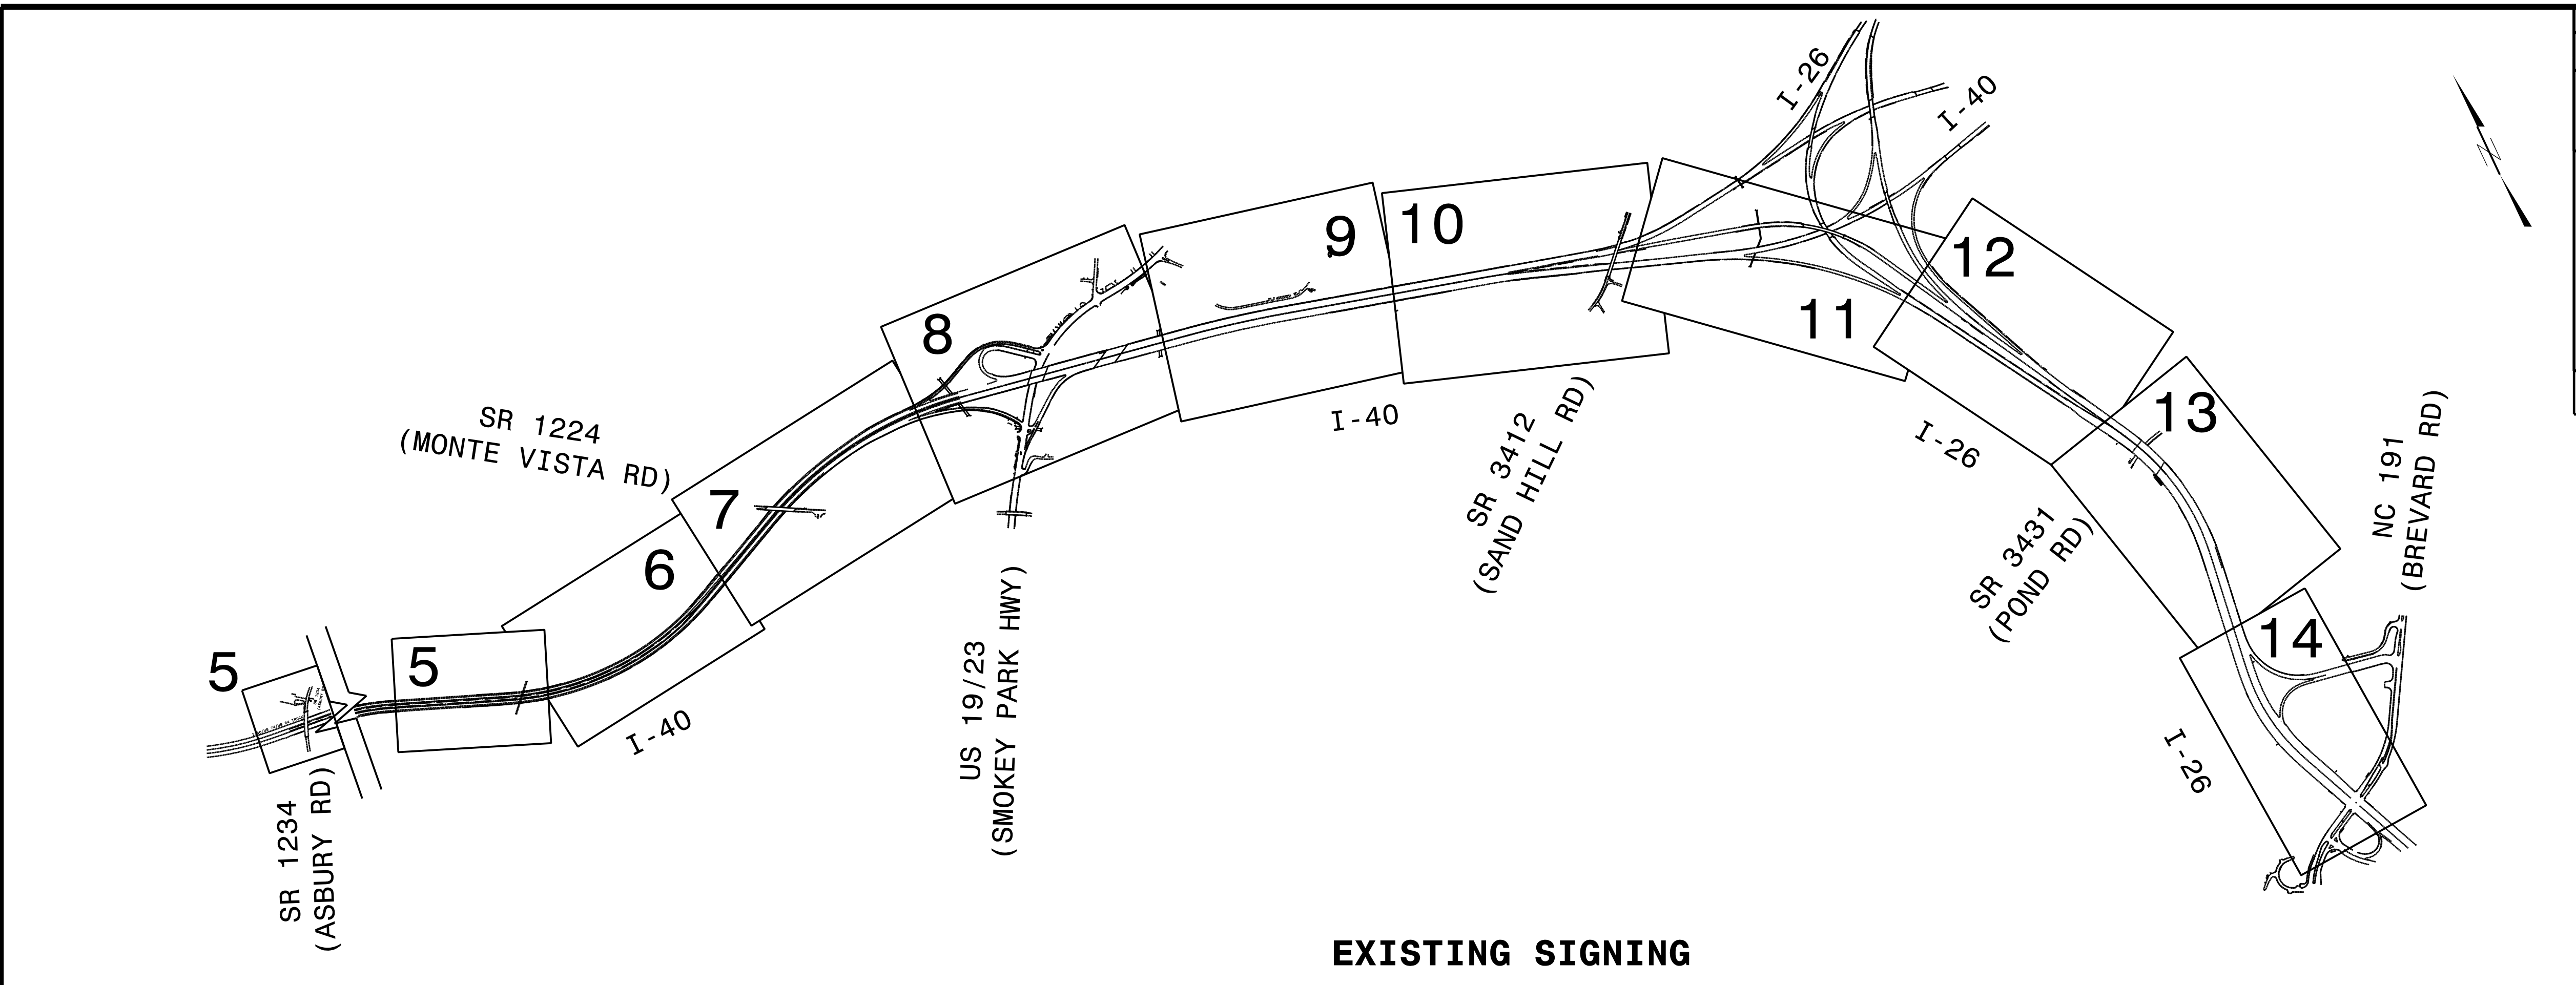 I-26
I-40
SR 1224
(MONTE VISTA RD)
5
5
6
7
8
9
10
11
12
13
14
I-40
I-40
I-26
I-26
SR 1234
(ASBURY RD)
US 19/23
(SMOKEY PARK HWY)
SR 3412
(SAND HILL RD)
SR 3431
(POND RD)
NC 191
(BREVARD RD)
N
EXISTING SIGNING